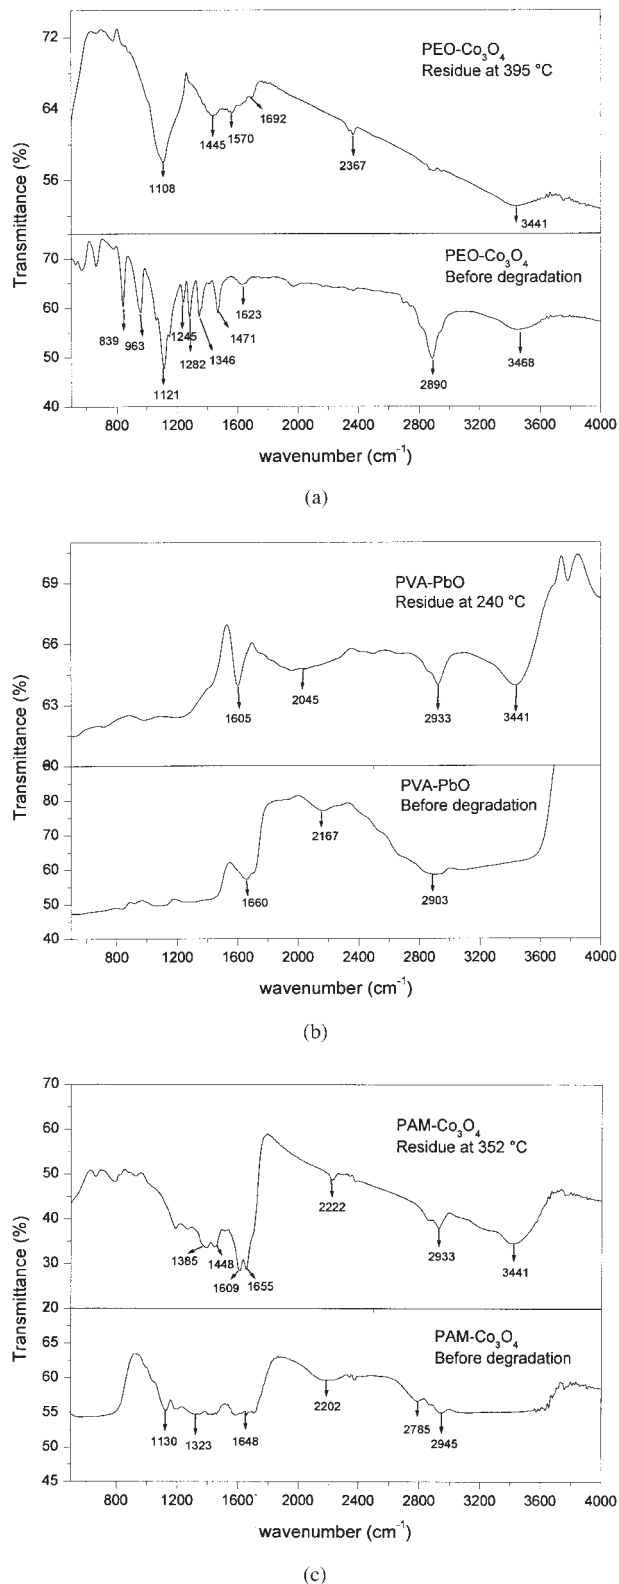 72
64
56
Transmittance (%)
PEO-Co3O4
Residue at 395 °C
1108
1445
1570
1692
2367
3441
70
60
50
40
PEO-Co3O4
Before degradation
839
963
1121
1245
1282
1346
1471
1623
2890
3468
800 1200 1600 2000 2400 2800 3200 3600 4000
wavenumber (cm-1)
(a)
69
66
63
Transmittance (%)
PVA-PbO
Residue at 240 °C
1605
2045
2933
3441
80
70
60
50
40
PVA-PbO
Before degradation
1660
2167
2903
800 1200 1600 2000 2400 2800 3200 3600 4000
wavenumber (cm-1)
(b)
70
60
50
40
30
Transmittance (%)
PAM-Co3O4
Residue at 352 °C
1385
1448
1609
1655
2222
2933
3441
65
60
55
50
45
PAM-Co3O4
Before degradation
1130
1323
1648
2202
2785
2945
800 1200 1600 2000 2400 2800 3200 3600 4000
wavenumber (cm-1)
(c)